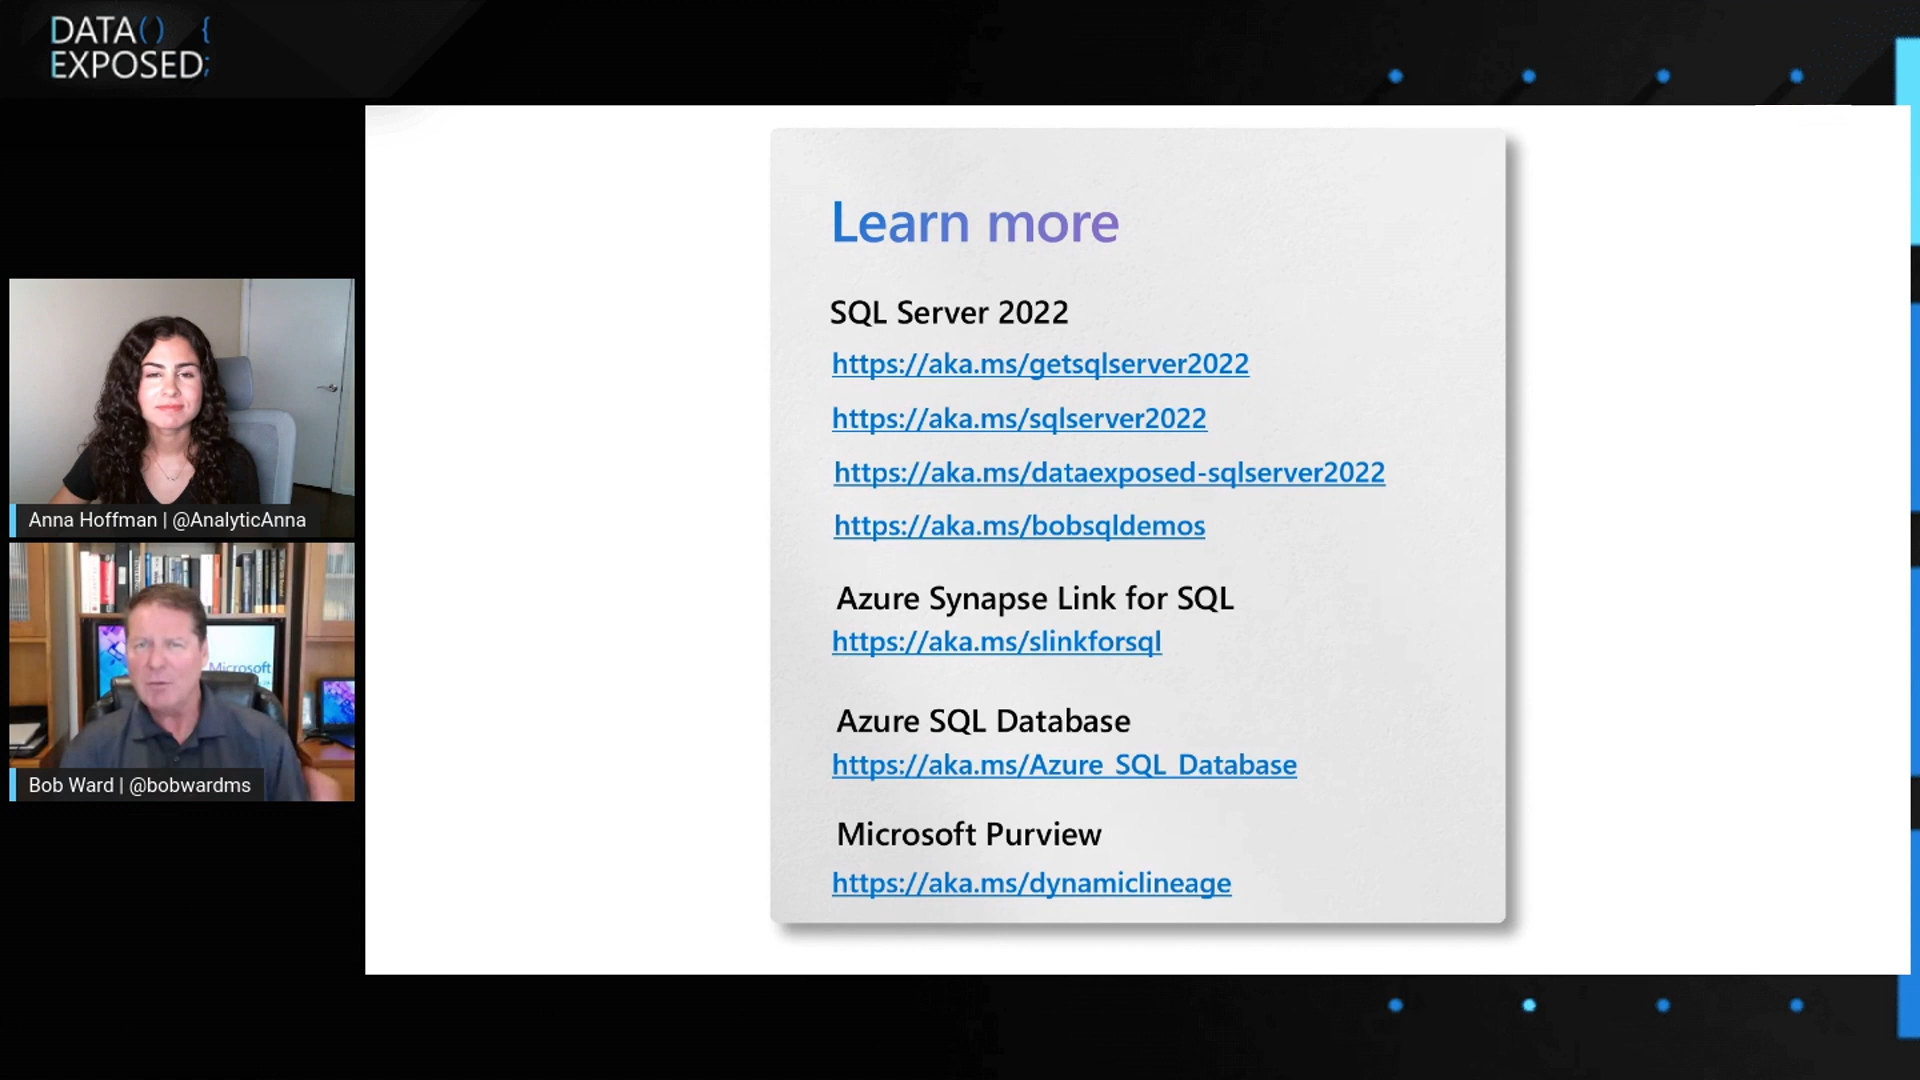 DATA() {
EXPOSED;
Learn more
SQL Server 2022
https://aka.ms/getsqlserver2022
https://aka.ms/sqlserver2022
https://aka.ms/dataexposed-sqlserver2022
https://aka.ms/bobsqldemos
Azure Synapse Link for SQL
https://aka.ms/slinkforsql
Azure SQL Database
https://aka.ms/Azure_SQL_Database
Microsoft Purview
https://aka.ms/dynamiclineage
Anna Hoffman | @AnalyticAnna
Microsoft
Bob Ward | @bobwardms